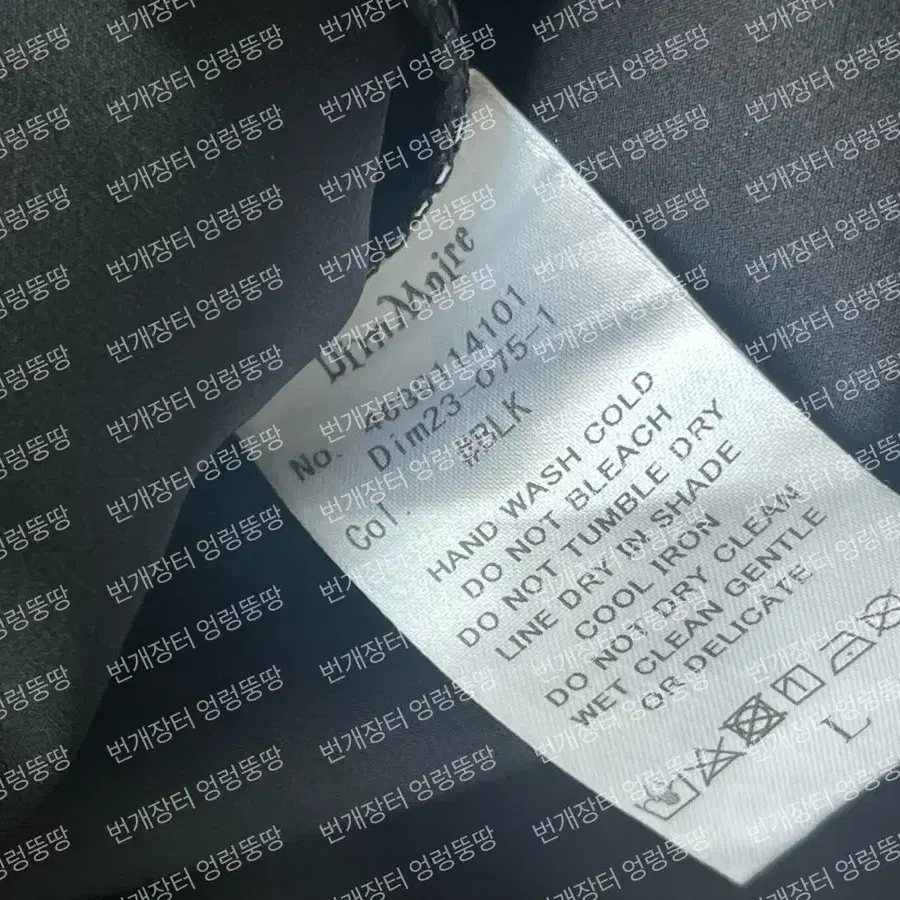 DimMoire
No. 4689114101
Dim23-075-1
Col. #BLK
HAND WASH COLD
DO NOT BLEACH
DO NOT TUMBLE DRY
LINE DRY IN SHADE
COOL IRON
DO NOT DRY CLEAN
WET CLEAN GENTLE
OR DELICATE
L
번개장터 엉렁뚱땅